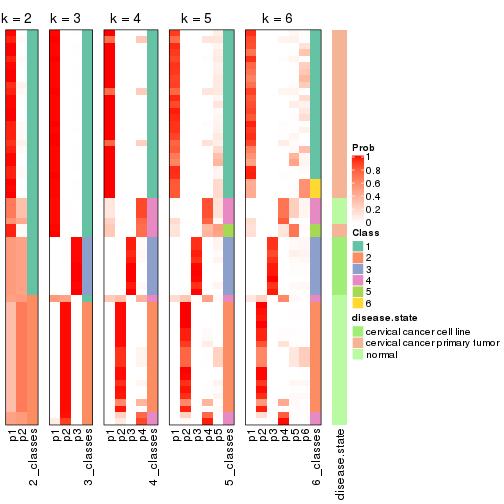 k = 2 k = 3 k = 4 k = 5 k = 6
Prob
1
0.8
0.6
0.4
0.2
0
Class
1
2
3
4
5
6
disease.state
cervical cancer cell line
cervical cancer primary tumor
normal
p1 p2 2_classes p1 p2 p3 3_classes p1 p2 p3 p4 4_classes p1 p2 p3 p4 p5 5_classes p1 p2 p3 p4 p5 p6 6_classes disease.state